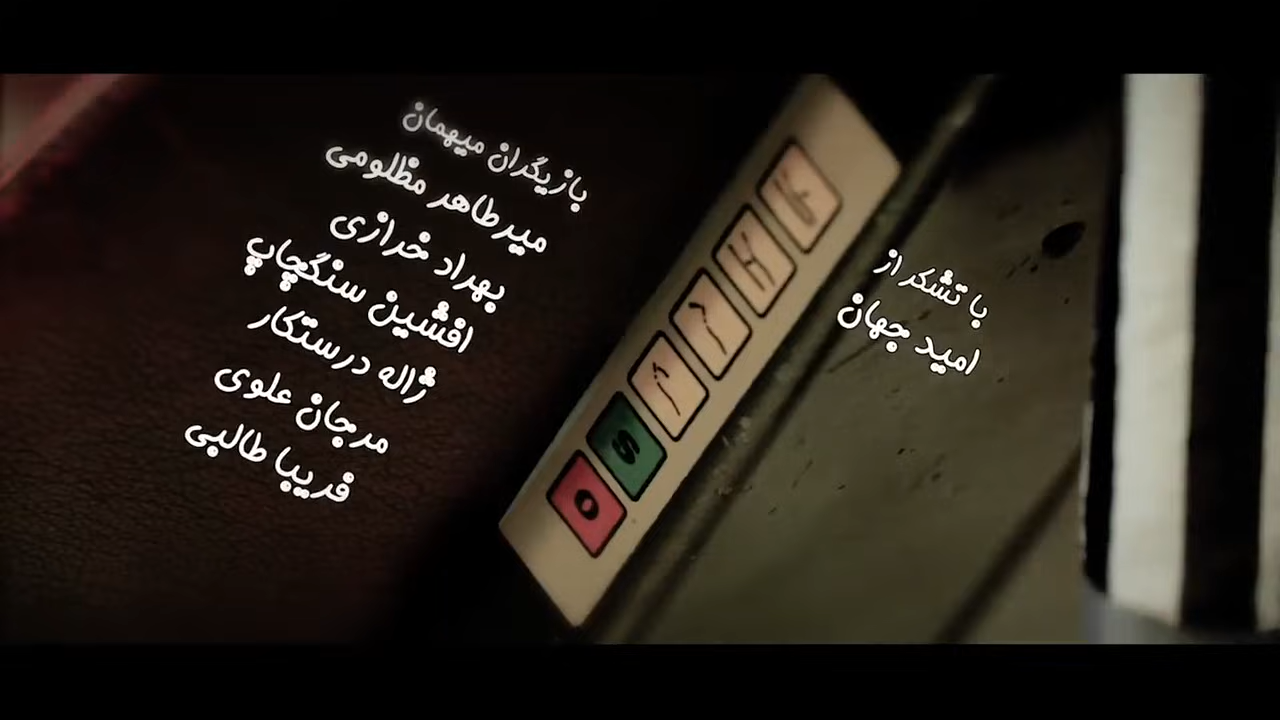 بازیگران میهمان
میرطاهر مظلومی
بهراد خرازی
افشین سنگچاپ
ژاله درستکار
مرجان علوی
فریبا طالبی
با تشکر از
امید جهان
S
O